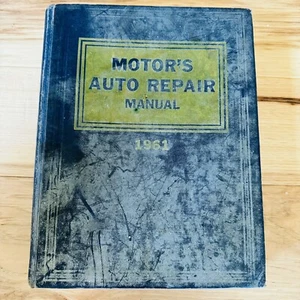 MOTOR'S
AUTO REPAIR
MANUAL
1961